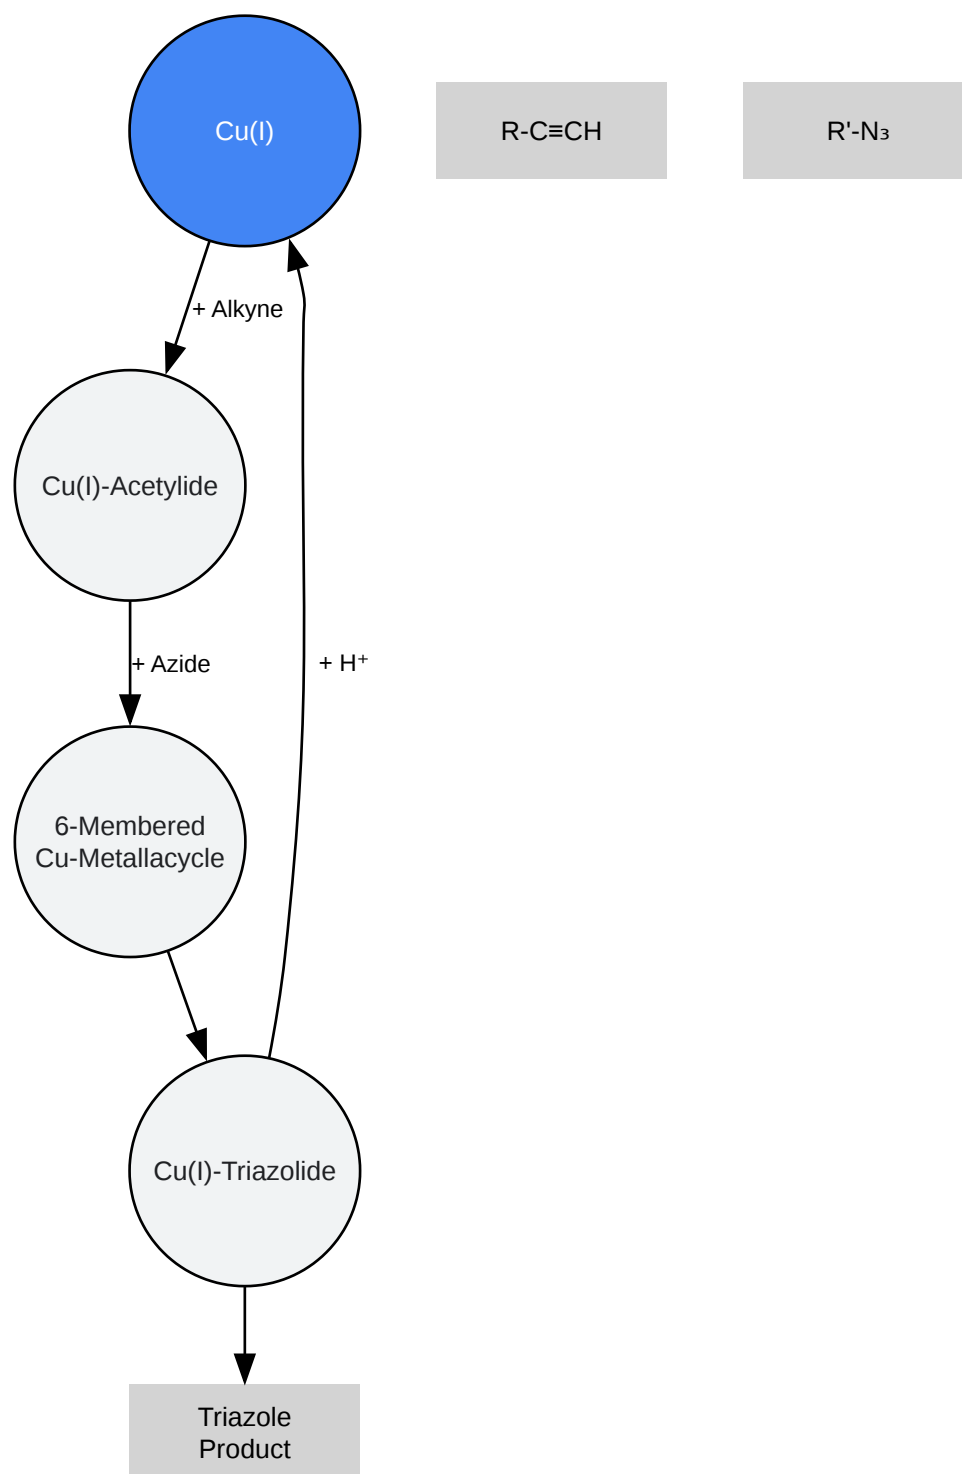 Cu(I)
R-C≡CH
R'-N₃
+ Alkyne
Cu(I)-Acetylide
+ Azide
+ H⁺
6-Membered
Cu-Metallacycle
Cu(I)-Triazolide
Triazole
Product